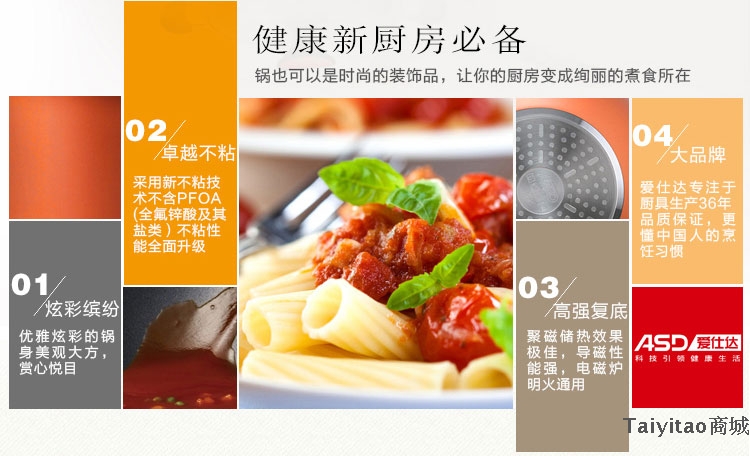 健康新厨房必备
锅也可以是时尚的装饰品，让你的厨房变成绚丽的煮食所在
01
炫彩缤纷
优雅炫彩的锅
身美观大方，
赏心悦目
02
卓越不粘
采用新不粘技
术不含PFOA
(全氟锌酸及其
盐类）不粘性
能全面升级
03
高强复底
聚磁储热效果
极佳，导磁性
能强，电磁炉
明火通用
04
大品牌
爱仕达专注于
厨具生产36年
品质保证，更
懂中国人的烹
饪习惯
ASD 爱仕达
科技引领健康生活
Taiyitao商城